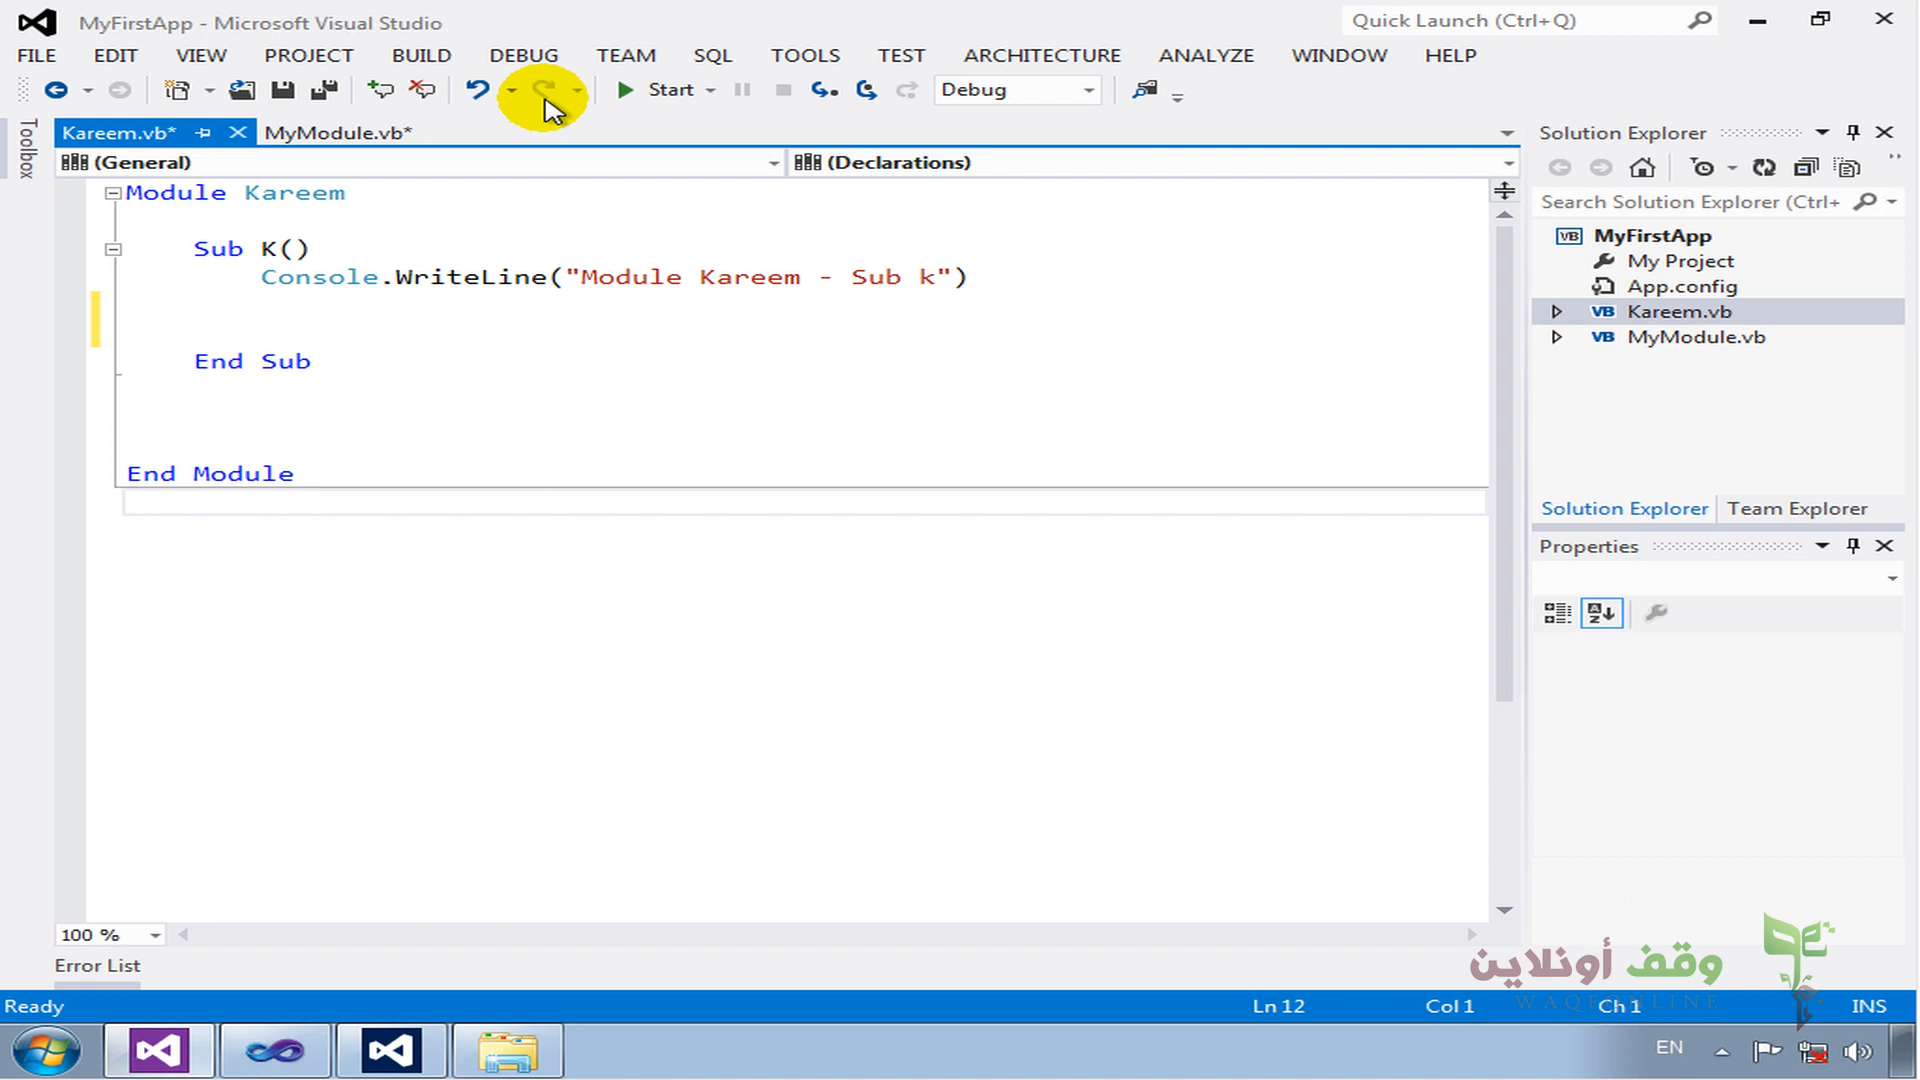 MyFirstApp - Microsoft Visual Studio
Quick Launch (Ctrl+Q)
FILE EDIT VIEW PROJECT BUILD DEBUG TEAM SQL TOOLS TEST ARCHITECTURE ANALYZE WINDOW HELP
Start Debug
Toolbox
Kareem.vb* MyModule.vb*
(General) (Declarations)
Module Kareem
Sub K()
Console.WriteLine("Module Kareem - Sub k")
End Sub
End Module
100 %
Error List
Solution Explorer
Search Solution Explorer (Ctrl+
VB MyFirstApp
My Project
App.config
VB Kareem.vb
VB MyModule.vb
Solution Explorer Team Explorer
Properties
وقف أونلاين
WAQFONLINE
Ready Ln 12 Col 1 Ch 1 INS
EN